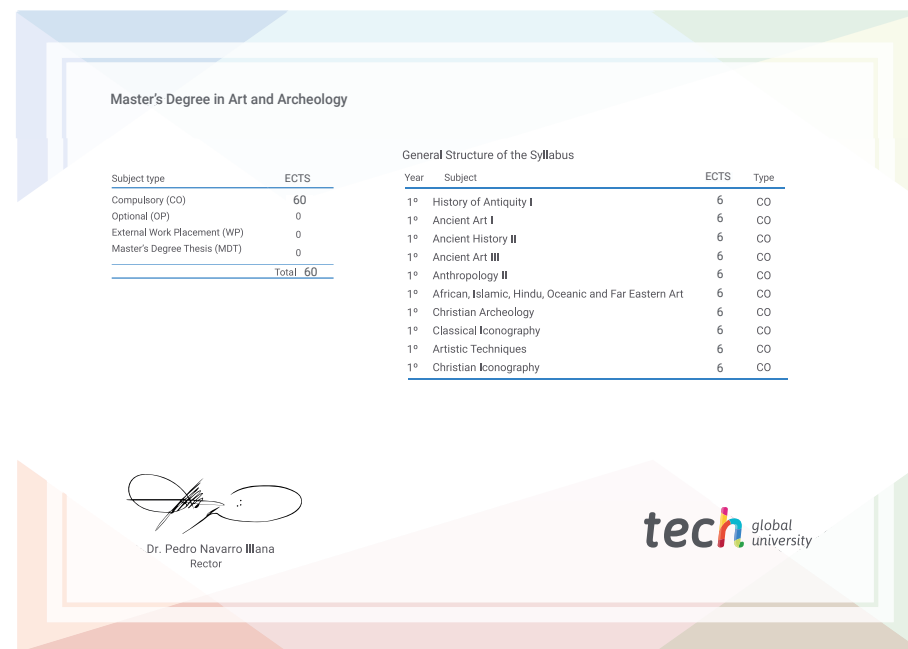 Master's Degree in Art and Archeology
Subject type ECTS
Compulsory (CO) 60
Optional (OP) 0
External Work Placement (WP) 0
Master's Degree Thesis (MDT) 0
Total 60
General Structure of the Syllabus
Year Subject ECTS Type
1º History of Antiquity I 6 CO
1º Ancient Art I 6 CO
1º Ancient History II 6 CO
1º Ancient Art III 6 CO
1º Anthropology II 6 CO
1º African, Islamic, Hindu, Oceanic and Far Eastern Art 6 CO
1º Christian Archeology 6 CO
1º Classical Iconography 6 CO
1º Artistic Techniques 6 CO
1º Christian Iconography 6 CO
Dr. Pedro Navarro Illana
Rector
tech global
university